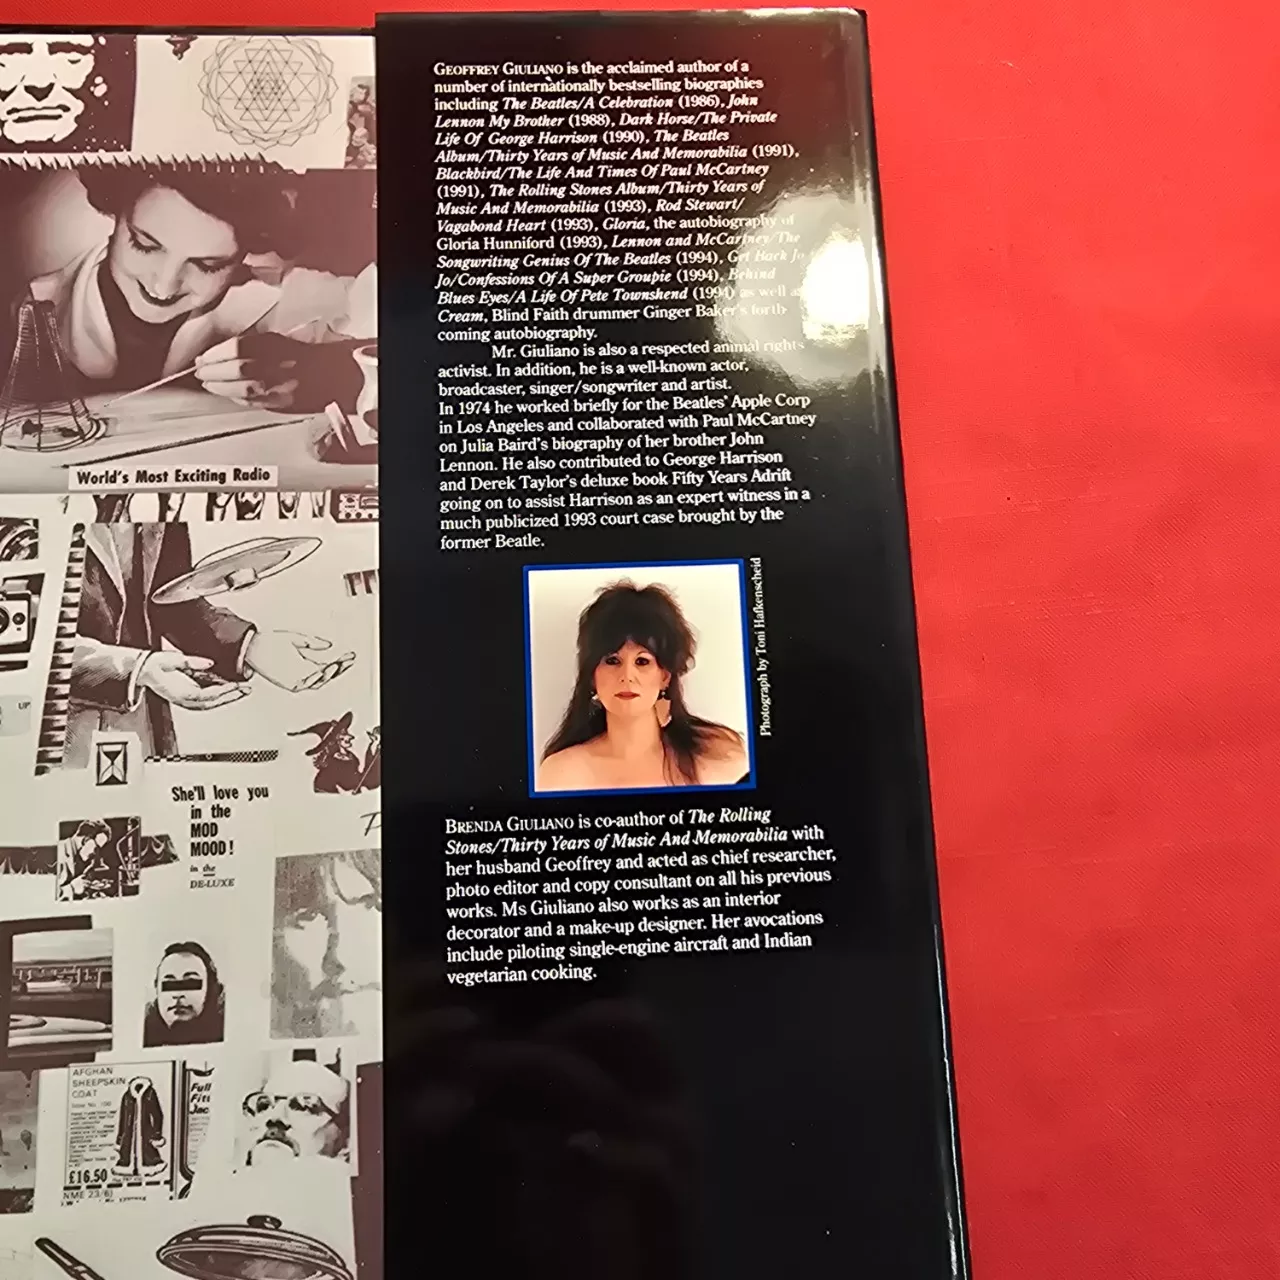 GEOFFREY GIULIANO is the acclaimed author of a
number of internationally bestselling biographies
including The Beatles/A Celebration (1986), John
Lennon My Brother (1988), Dark Horse/The Private
Life Of George Harrison (1990), The Beatles
Album/Thirty Years of Music And Memorabilia (1991),
Blackbird/The Life And Times Of Paul McCartney
(1991), The Rolling Stones Album/Thirty Years of
Music And Memorabilia (1993), Rod Stewart/
Vagabond Heart (1993), Gloria, the autobiography of
Gloria Hunniford (1993), Lennon and McCartney/The
Songwriting Genius Of The Beatles (1994), Get Back Jo
Jo/Confessions Of A Super Groupie (1994), Behind
Blues Eyes/A Life Of Pete Townshend (1994) as well as
Cream, Blind Faith drummer Ginger Baker's forth-
coming autobiography.
Mr. Giuliano is also a respected animal rights
activist. In addition, he is a well-known actor,
broadcaster, singer/songwriter and artist.
In 1974 he worked briefly for the Beatles' Apple Corp
in Los Angeles and collaborated with Paul McCartney
on Julia Baird's biography of her brother John
Lennon. He also contributed to George Harrison
and Derek Taylor's deluxe book Fifty Years Adrift
going on to assist Harrison as an expert witness in a
much publicized 1993 court case brought by the
former Beatle.
Photograph by Toni Hafkenscheid
BRENDA GIULIANO is co-author of The Rolling
Stones/Thirty Years of Music And Memorabilia with
her husband Geoffrey and acted as chief researcher,
photo editor and copy consultant on all his previous
works. Ms Giuliano also works as an interior
decorator and a make-up designer. Her avocations
include piloting single-engine aircraft and Indian
vegetarian cooking.
World's Most Exciting Radio
UP
She'll love you
in the
MOD
MOOD!
in the
DE-LUXE
AFGHAN
SHEEPSKIN
COAT
£16.50
NME 23/6)
Full
Fitt
Jac